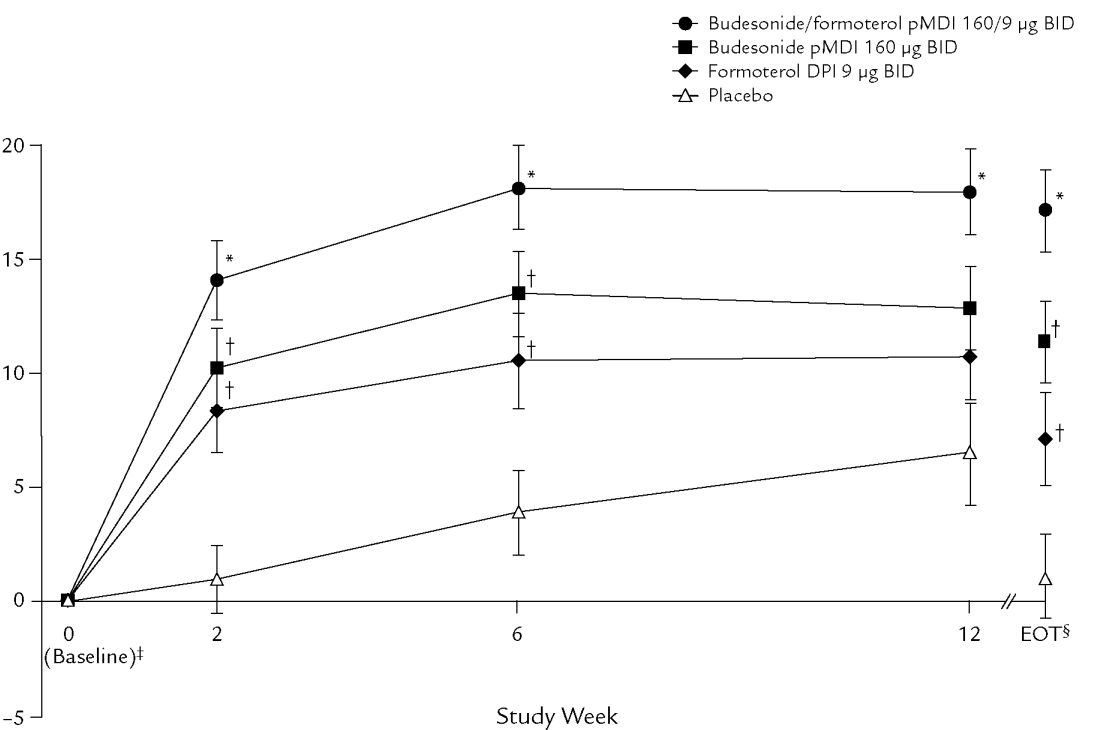 Budesonide/formoterol pMDI 160/9 µg BID
Budesonide pMDI 160 µg BID
Formoterol DPI 9 µg BID
Placebo
20
*
*
*
*
15
†
†
†
†
10
†
†
5
0
0
2
6
12
EOT§
(Baseline)‡
–5
Study Week